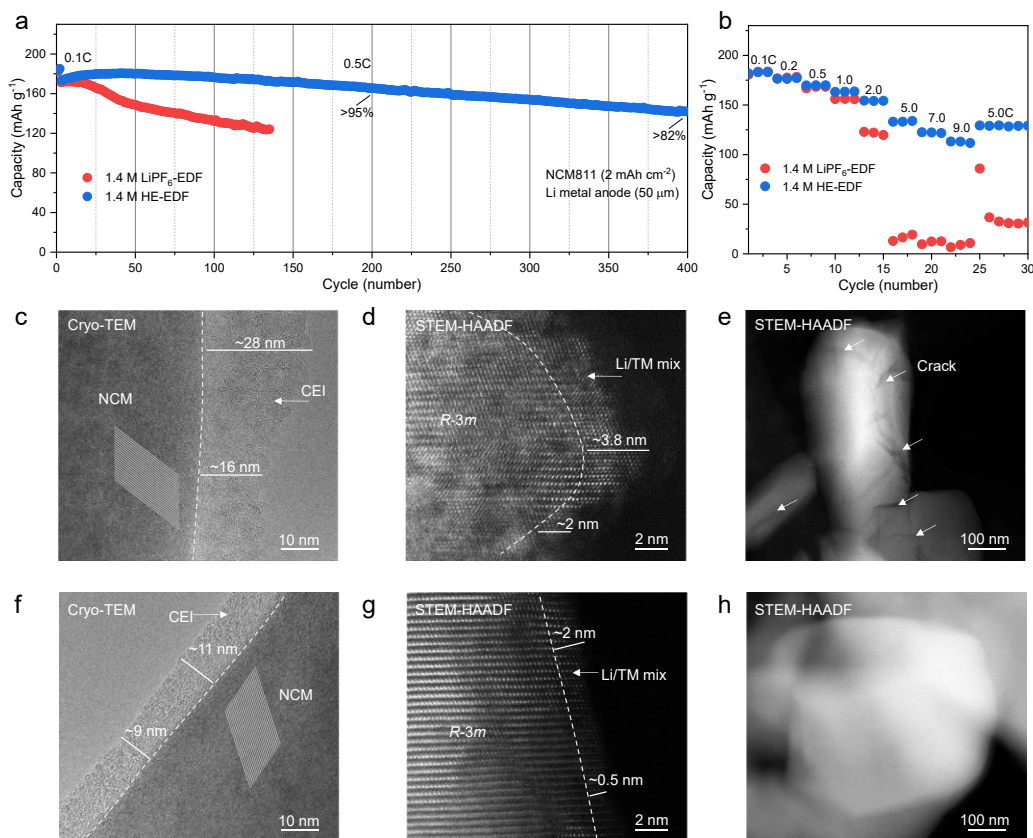 a
Capacity (mAh g⁻¹)
200
160
120
80
40
0
0.1C
0.5C
>95%
>82%
1.4 M LiPF₆-EDF
1.4 M HE-EDF
NCM811 (2 mAh cm⁻²)
Li metal anode (50 μm)
0 50 100 150 200 250 300 350 400
Cycle (number)
b
Capacity (mAh g⁻¹)
250
200
150
100
50
0
0.1C 0.2 0.5 1.0 2.0 5.0 7.0 9.0 5.0C
1.4 M LiPF₆-EDF
1.4 M HE-EDF
5 10 15 20 25 30
Cycle (number)
c
Cryo-TEM
~28 nm
NCM
CEI
~16 nm
10 nm
d
STEM-HAADF
Li/TM mix
R-3m
~3.8 nm
~2 nm
2 nm
e
STEM-HAADF
Crack
100 nm
f
Cryo-TEM
CEI
~11 nm
NCM
~9 nm
10 nm
g
STEM-HAADF
~2 nm
Li/TM mix
R-3m
~0.5 nm
2 nm
h
STEM-HAADF
100 nm